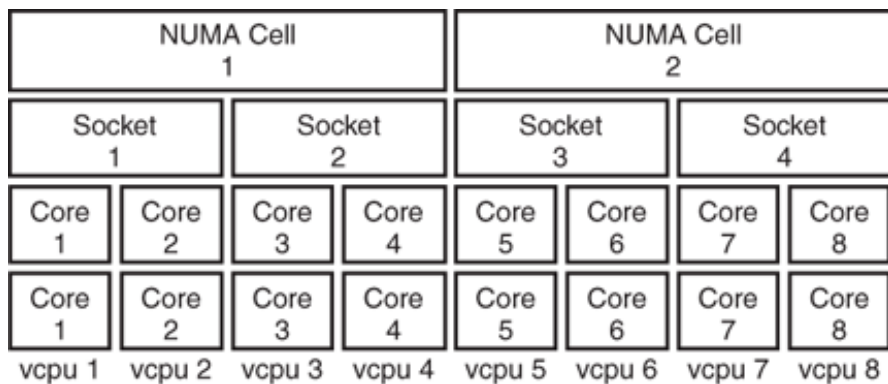 NUMA Cell
1
NUMA Cell
2
Socket
1
Socket
2
Socket
3
Socket
4
Core
1
Core
2
Core
3
Core
4
Core
5
Core
6
Core
7
Core
8
Core
1
Core
2
Core
3
Core
4
Core
5
Core
6
Core
7
Core
8
vcpu 1 vcpu 2 vcpu 3 vcpu 4 vcpu 5 vcpu 6 vcpu 7 vcpu 8